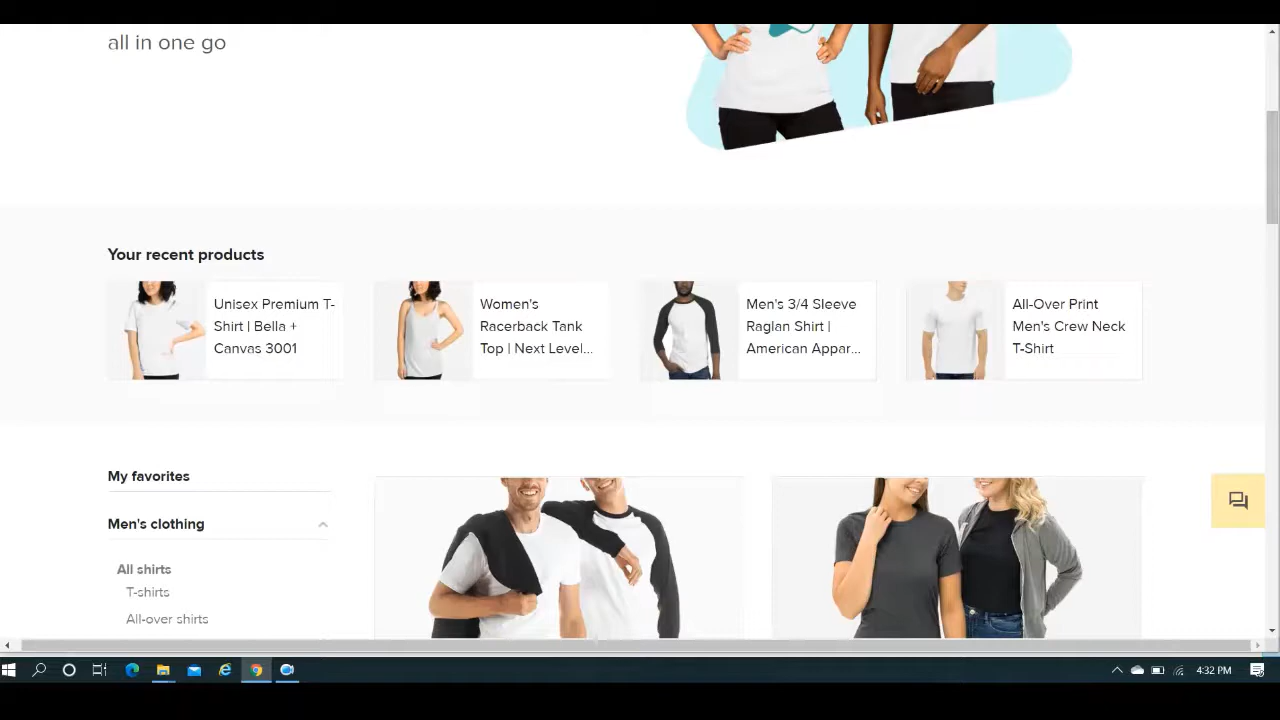 all in one go
Your recent products
Unisex Premium T-
Shirt | Bella +
Canvas 3001
Women's
Racerback Tank
Top | Next Level...
Men's 3/4 Sleeve
Raglan Shirt |
American Appar...
All-Over Print
Men's Crew Neck
T-Shirt
My favorites
Men's clothing
All shirts
T-shirts
All-over shirts
4:32 PM